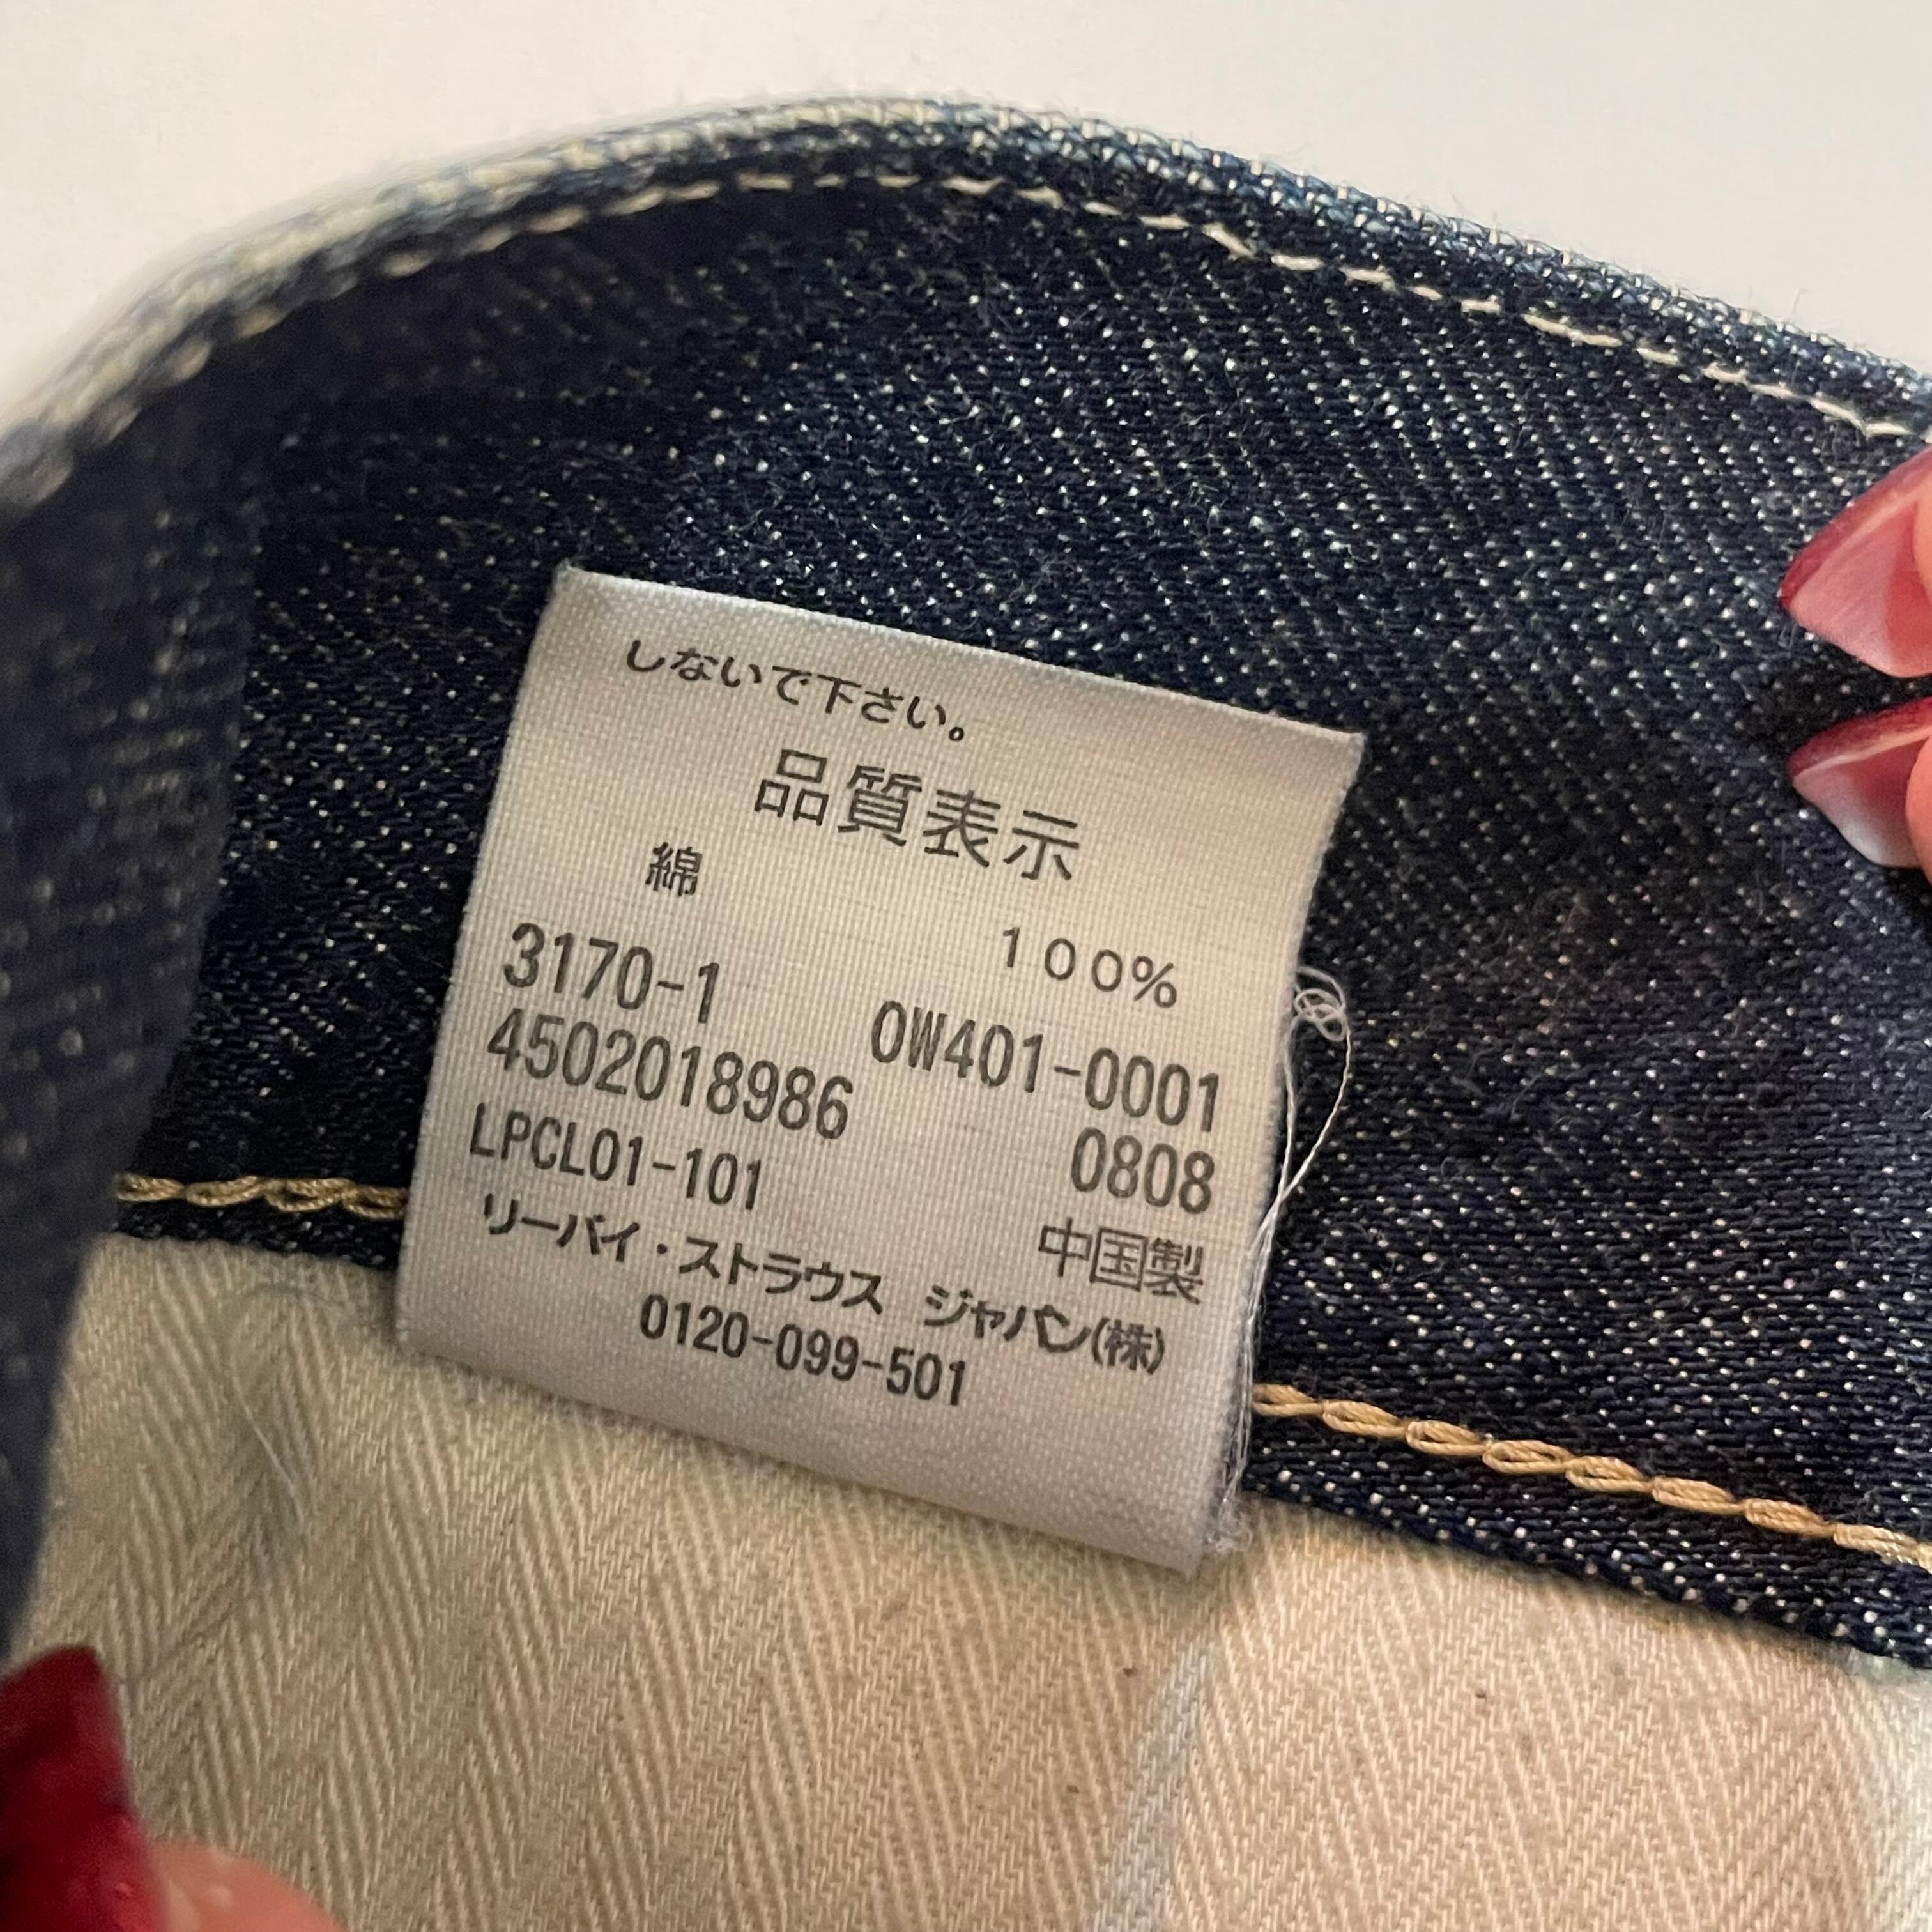 しないで下さい。
品質表示
綿 100%
3170-1 0W401-0001
4502018986 0808
LPCL01-101 中国製
リーバイ・ストラウス ジャパン(株)
0120-099-501